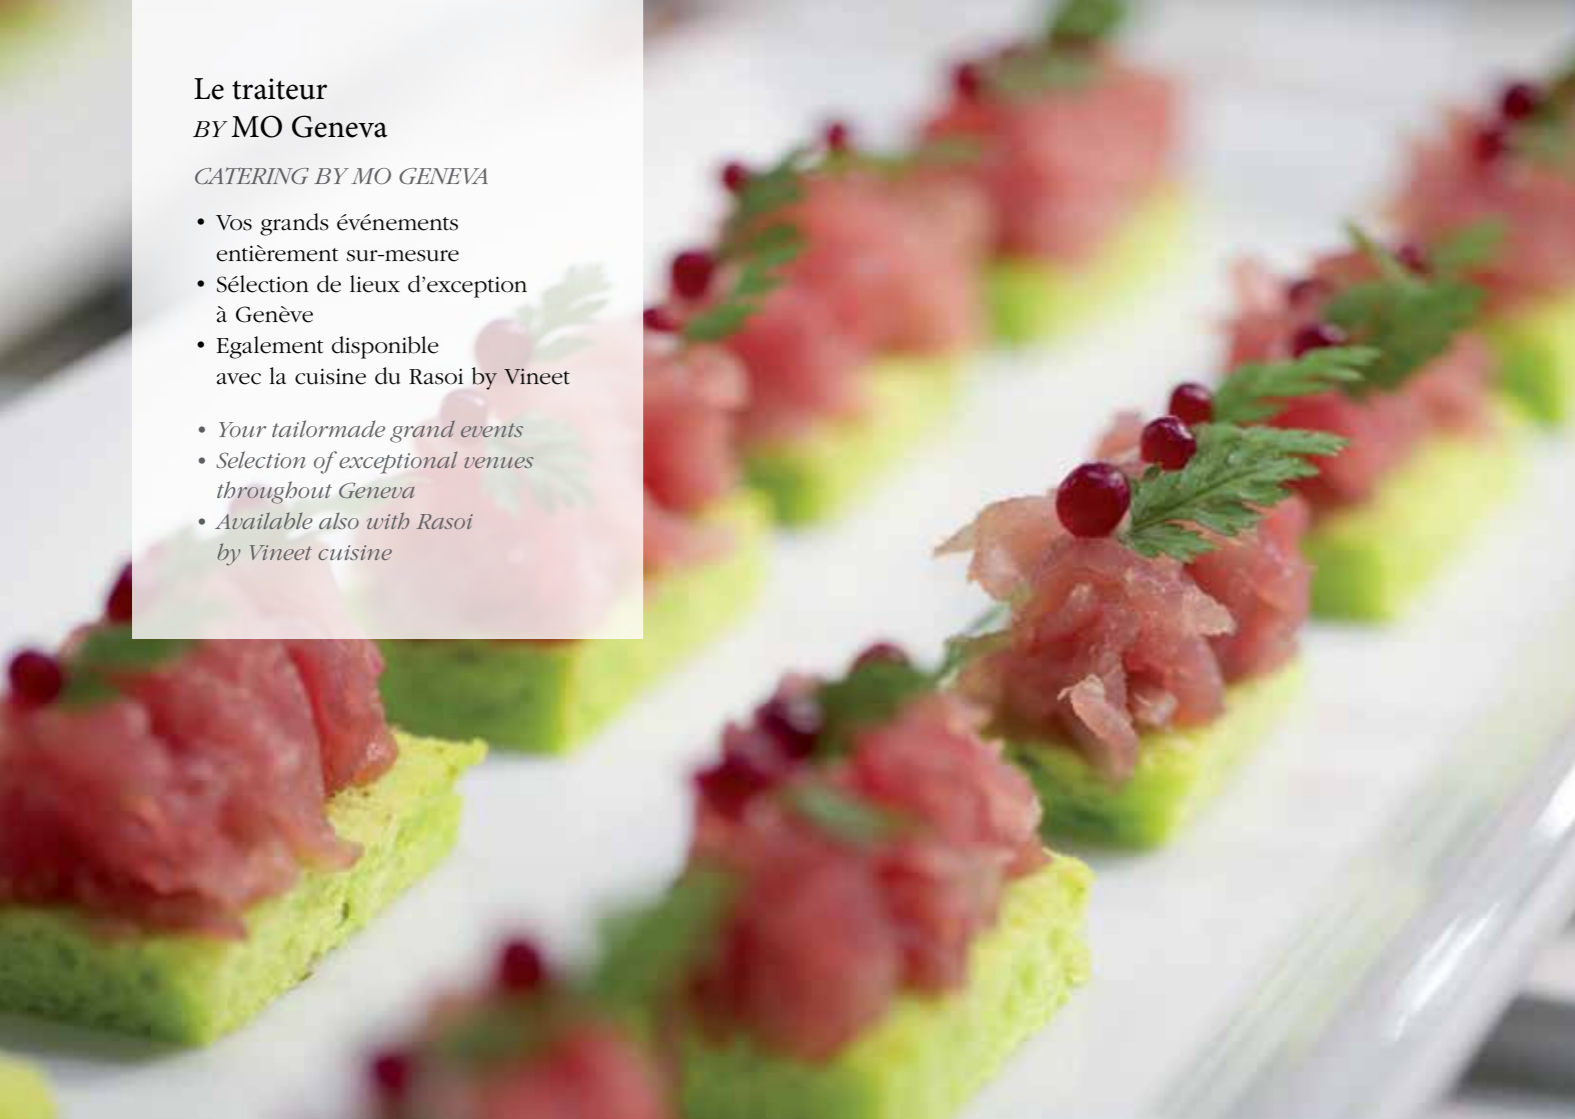 Le traiteur
BY MO Geneva
CATERING BY MO GENEVA
• Vos grands événements
entièrement sur-mesure
• Sélection de lieux d’exception
à Genève
• Egalement disponible
avec la cuisine du Rasoi by Vineet
• Your tailormade grand events
• Selection of exceptional venues
throughout Geneva
• Available also with Rasoi
by Vineet cuisine